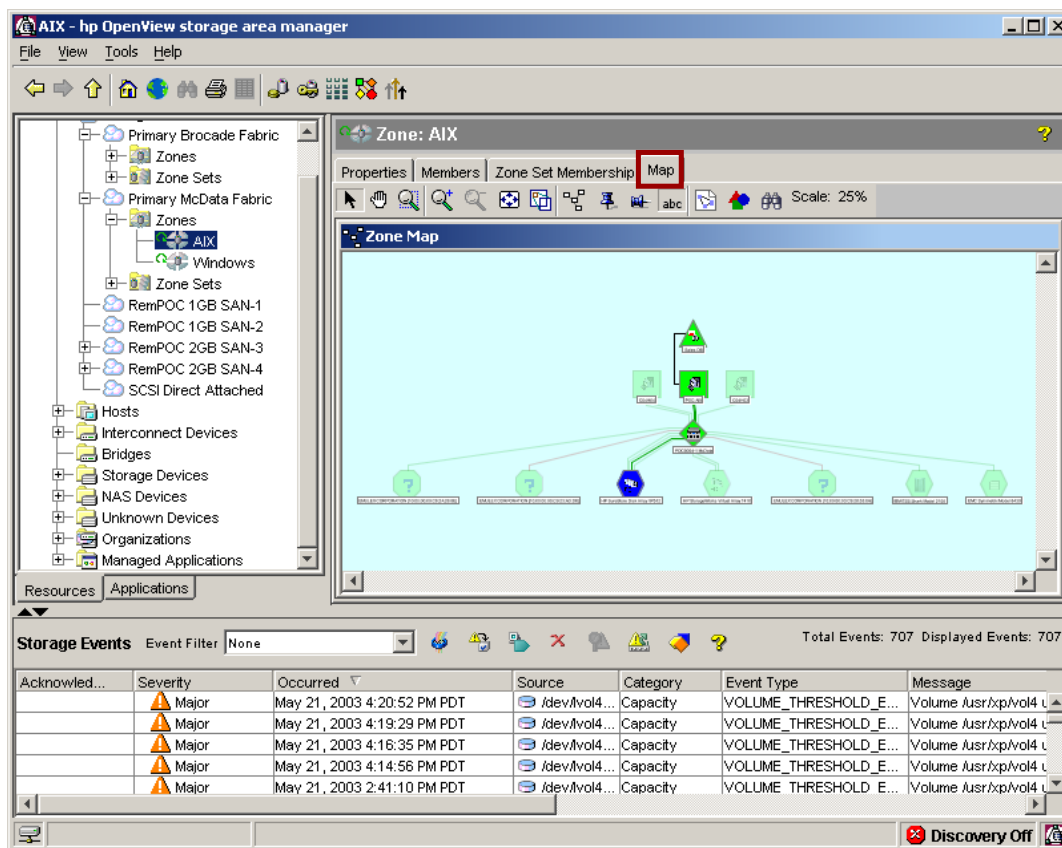 AIX - hp OpenView storage area manager
File View Tools Help
Zone: AIX
Properties Members Zone Set Membership Map
abc Scale: 25%
Zone Map
Primary Brocade Fabric
Zones
Zone Sets
Primary McData Fabric
Zones
AIX
Windows
Zone Sets
RemPOC 1GB SAN-1
RemPOC 1GB SAN-2
RemPOC 2GB SAN-3
RemPOC 2GB SAN-4
SCSI Direct Attached
Hosts
Interconnect Devices
Bridges
Storage Devices
NAS Devices
Unknown Devices
Organizations
Managed Applications
Resources Applications
Storage Events Event Filter None Total Events: 707 Displayed Events: 707
Acknowled... Severity Occurred Source Category Event Type Message
Major May 21, 2003 4:20:52 PM PDT /dev/lvol4... Capacity VOLUME_THRESHOLD_E... Volume /usr/xp/vol4 u
Major May 21, 2003 4:19:29 PM PDT /dev/lvol4... Capacity VOLUME_THRESHOLD_E... Volume /usr/xp/vol4 u
Major May 21, 2003 4:16:35 PM PDT /dev/lvol4... Capacity VOLUME_THRESHOLD_E... Volume /usr/xp/vol4 u
Major May 21, 2003 4:14:56 PM PDT /dev/lvol4... Capacity VOLUME_THRESHOLD_E... Volume /usr/xp/vol4 u
Major May 21, 2003 2:41:10 PM PDT /dev/lvol4... Capacity VOLUME_THRESHOLD_E... Volume /usr/xp/vol4 u
Discovery Off